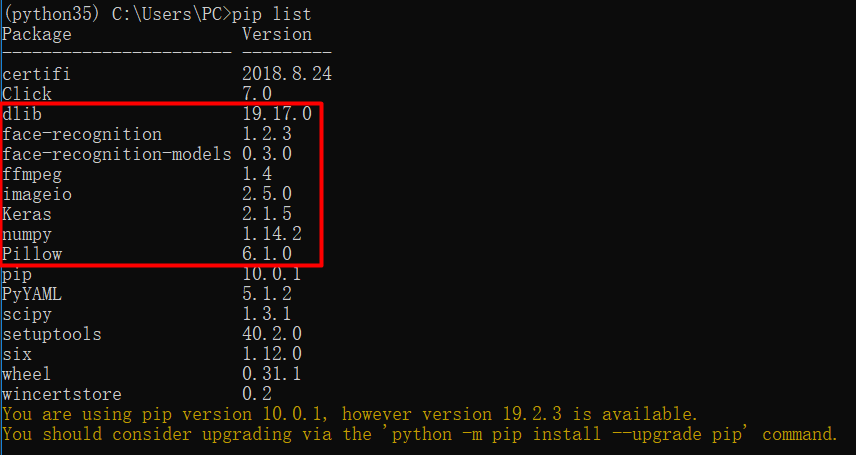 (python35) C:\Users\PC>pip list
Package                 Version
----------------------- ---------
certifi                 2018.8.24
Click                   7.0
dlib                    19.17.0
face-recognition        1.2.3
face-recognition-models 0.3.0
ffmpeg                  1.4
imageio                 2.5.0
Keras                   2.1.5
numpy                   1.14.2
Pillow                  6.1.0
pip                     10.0.1
PyYAML                  5.1.2
scipy                   1.3.1
setuptools              40.2.0
six                     1.12.0
wheel                   0.31.1
wincertstore            0.2
You are using pip version 10.0.1, however version 19.2.3 is available.
You should consider upgrading via the 'python -m pip install --upgrade pip' command.